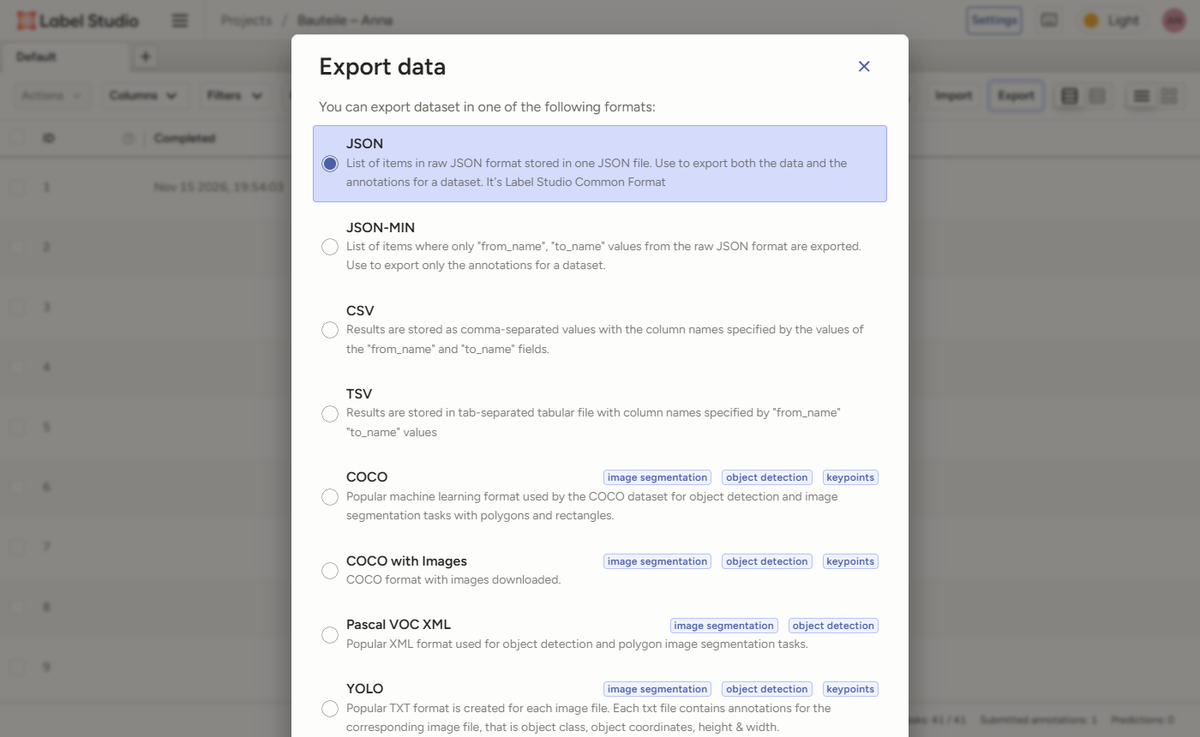 Label Studio
Projects / Bauteile – Anna
Settings
Light
Default
+
Actions
Columns
Filters
Import
Export
ID
Completed
1
Nov 15 2026, 19:54:03
2
3
4
5
6
7
8
9
41 / 41
Submitted annotations: 1
Predictions: 0
Export data
You can export dataset in one of the following formats:
JSON
List of items in raw JSON format stored in one JSON file. Use to export both the data and the
annotations for a dataset. It's Label Studio Common Format
JSON-MIN
List of items where only "from_name", "to_name" values from the raw JSON format are exported.
Use to export only the annotations for a dataset.
CSV
Results are stored as comma-separated values with the column names specified by the values of
the "from_name" and "to_name" fields.
TSV
Results are stored in tab-separated tabular file with column names specified by "from_name"
"to_name" values
COCO image segmentation object detection keypoints
Popular machine learning format used by the COCO dataset for object detection and image
segmentation tasks with polygons and rectangles.
COCO with Images image segmentation object detection keypoints
COCO format with images downloaded.
Pascal VOC XML image segmentation object detection
Popular XML format used for object detection and polygon image segmentation tasks.
YOLO image segmentation object detection keypoints
Popular TXT format is created for each image file. Each txt file contains annotations for the
corresponding image file, that is object class, object coordinates, height & width.